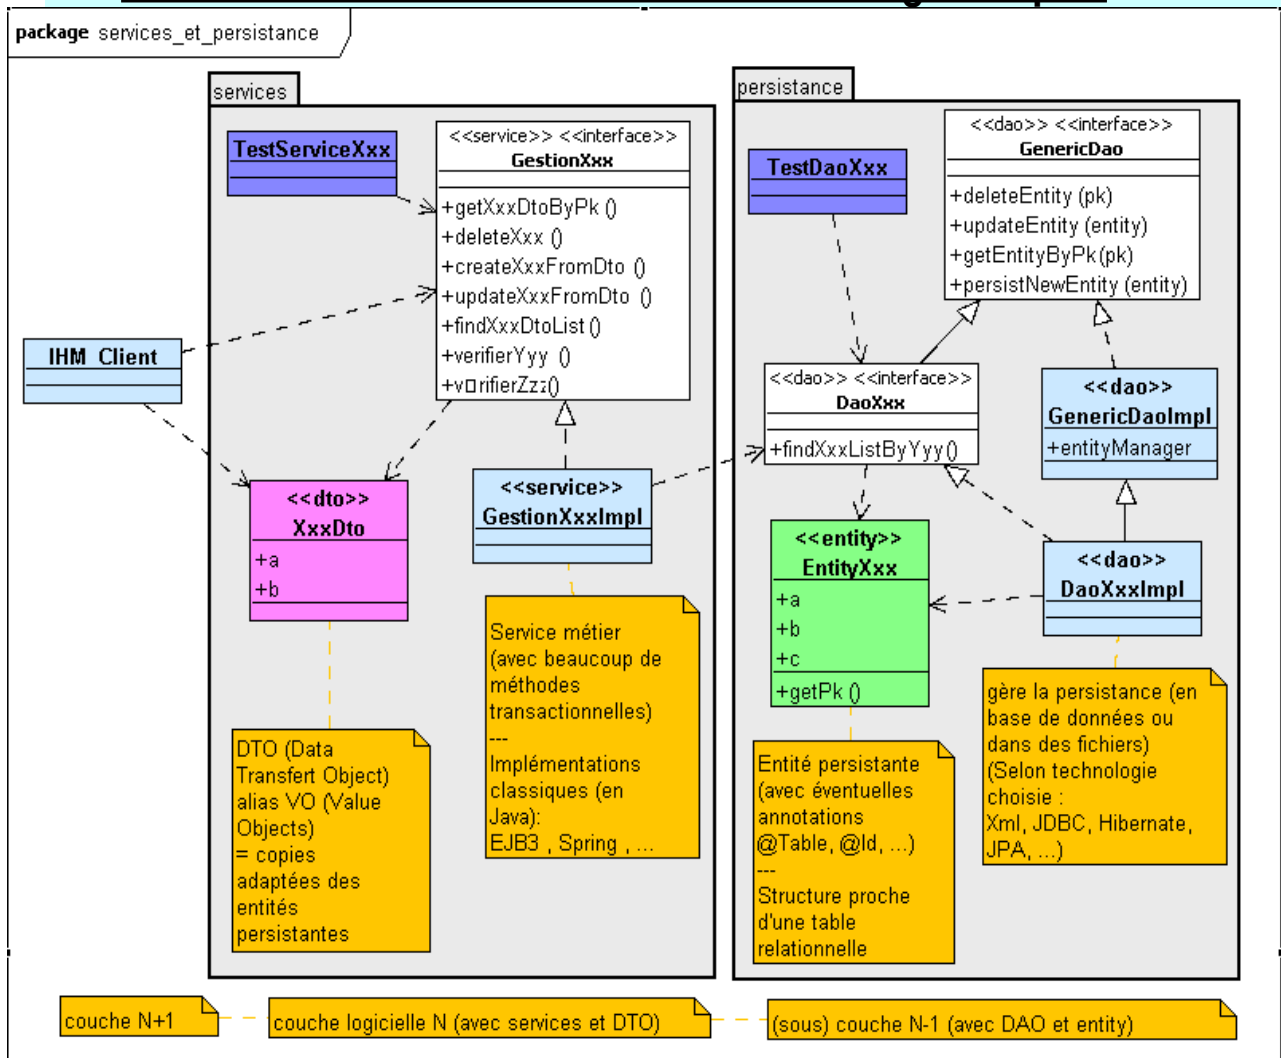 package services_et_persistance
services
TestServiceXxx
<<service>> <<interface>>
GestionXxx
+getXxxDtoByPk ()
+deleteXxx ()
+createXxxFromDto ()
+updateXxxFromDto ()
+findXxxDtoList ()
+verifierYyy ()
+v□rifierZzz()
IHM_Client
<<dto>>
XxxDto
+a
+b
<<service>>
GestionXxxImpl
DTO (Data
Transfert Object)
alias VO (Value
Objects)
= copies
adaptées des
entités
persistantes
Service métier
(avec beaucoup de
méthodes
transactionnelles)
---
Implémentations
classiques (en
Java):
EJB3 , Spring , ...
persistance
TestDaoXxx
<<dao>> <<interface>>
GenericDao
+deleteEntity (pk)
+updateEntity (entity)
+getEntityByPk(pk)
+persistNewEntity (entity)
<<dao>> <<interface>>
DaoXxx
+findXxxListByYyy()
<<dao>>
GenericDaoImpl
+entityManager
<<entity>>
EntityXxx
+a
+b
+c
+getPk ()
<<dao>>
DaoXxxImpl
Entité persistante
(avec éventuelles
annotations
@Table, @Id, ...)
---
Structure proche
d'une table
relationnelle
gère la persistance (en
base de données ou
dans des fichiers)
(Selon technologie
choisie :
Xml, JDBC, Hibernate,
JPA, ...)
couche N+1
couche logicielle N (avec services et DTO)
(sous) couche N-1 (avec DAO et entity)